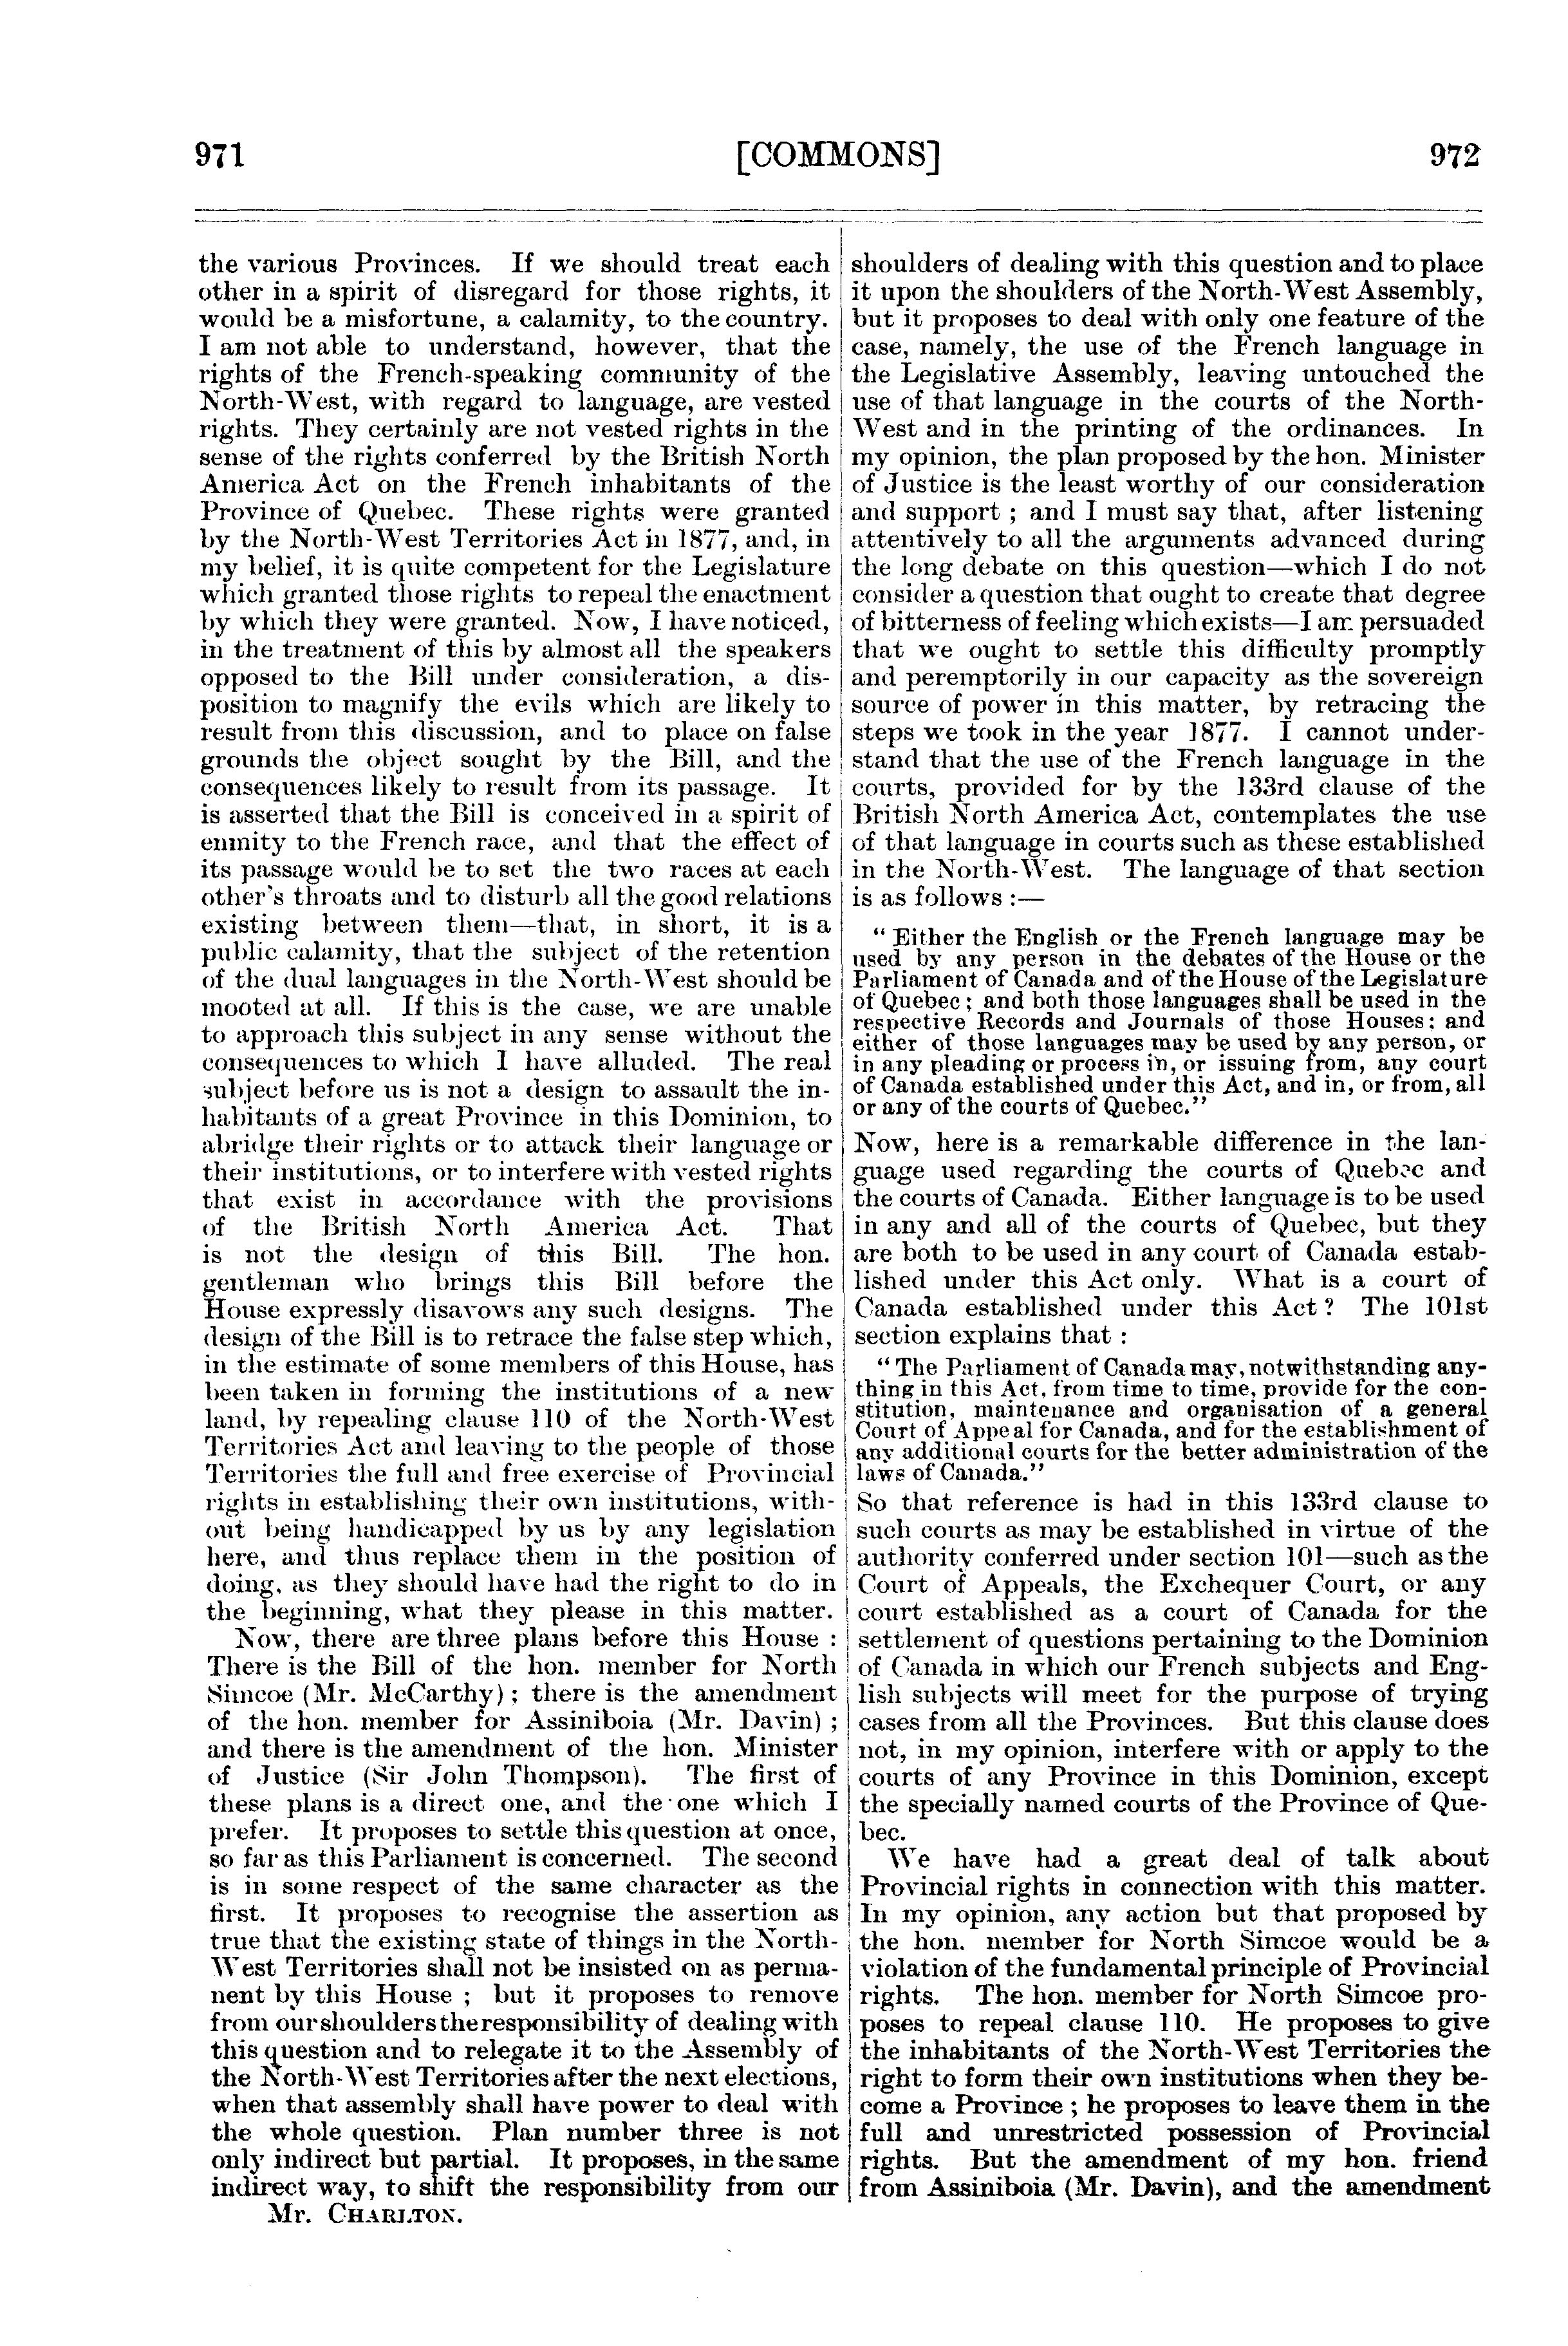 971
[COMMONS]
972
the various Provinces. If we should treat each
other in a spirit of disregard for those rights, it
would be a misfortune, a calamity, to the country.
I am not able to understand, however, that the
rights of the French-speaking community of the
North-West, with regard to language, are vested
rights. They certainly are not vested rights in the
sense of the rights conferred by the British North
America Act on the French inhabitants of the
Province of Quebec. These rights were granted
by the North-West Territories Act in 1877, and, in
my belief, it is quite competent for the Legislature
which granted those rights to repeal the enactment
by which they were granted. Now, I have noticed,
in the treatment of this by almost all the speakers
opposed to the Bill under consideration, a dis-
position to magnify the evils which are likely to
result from this discussion, and to place on false
grounds the object sought by the Bill, and the
consequences likely to result from its passage. It
is asserted that the Bill is conceived in a spirit of
enmity to the French race, and that the effect of
its passage would be to set the two races at each
other's throats and to disturb all the good relations
existing between them—that, in short, it is a
public calamity, that the subject of the retention
of the dual languages in the North-West should be
mooted at all. If this is the case, we are unable
to approach this subject in any sense without the
consequences to which I have alluded. The real
subject before us is not a design to assault the in-
habitants of a great Province in this Dominion, to
abridge their rights or to attack their language or
their institutions, or to interfere with vested rights
that exist in accordance with the provisions
of the British North America Act. That
is not the design of this Bill. The hon.
gentleman who brings this Bill before the
House expressly disavows any such designs. The
design of the Bill is to retrace the false step which,
in the estimate of some members of this House, has
been taken in forming the institutions of a new
land, by repealing clause 110 of the North-West
Territories Act and leaving to the people of those
Territories the full and free exercise of Provincial
rights in establishing their own institutions, with-
out being handicapped by us by any legislation
here, and thus replace them in the position of
doing, as they should have had the right to do in
the beginning, what they please in this matter.
Now, there are three plans before this House :
There is the Bill of the hon. member for North
Simcoe (Mr. McCarthy) ; there is the amendment
of the hon. member for Assiniboia (Mr. Davin) ;
and there is the amendment of the hon. Minister
of Justice (Sir John Thompson). The first of
these plans is a direct one, and the one which I
prefer. It proposes to settle this question at once,
so far as this Parliament is concerned. The second
is in some respect of the same character as the
first. It proposes to recognise the assertion as
true that the existing state of things in the North-
West Territories shall not be insisted on as perma-
nent by this House ; but it proposes to remove
from our shoulders the responsibility of dealing with
this question and to relegate it to the Assembly of
the North-West Territories after the next elections,
when that assembly shall have power to deal with
the whole question. Plan number three is not
only indirect but partial. It proposes, in the same
indirect way, to shift the responsibility from our
Mr. CHARLTON.
shoulders of dealing with this question and to place
it upon the shoulders of the North-West Assembly,
but it proposes to deal with only one feature of the
case, namely, the use of the French language in
the Legislative Assembly, leaving untouched the
use of that language in the courts of the North-
West and in the printing of the ordinances. In
my opinion, the plan proposed by the hon. Minister
of Justice is the least worthy of our consideration
and support ; and I must say that, after listening
attentively to all the arguments advanced during
the long debate on this question—which I do not
consider a question that ought to create that degree
of bitterness of feeling which exists—I am persuaded
that we ought to settle this difficulty promptly
and peremptorily in our capacity as the sovereign
source of power in this matter, by retracing the
steps we took in the year 1877. I cannot under-
stand that the use of the French language in the
courts, provided for by the 133rd clause of the
British North America Act, contemplates the use
of that language in courts such as these established
in the North-West. The language of that section
is as follows :—
" Either the English or the French language may be
used by any person in the debates of the House or the
Parliament of Canada and of the House of the Legislature
of Quebec ; and both those languages shall be used in the
respective Records and Journals of those Houses ; and
either of those languages may be used by any person, or
in any pleading or process in, or issuing from, any court
of Canada established under this Act, and in, or from, all
or any of the courts of Quebec."
Now, here is a remarkable difference in the lan-
guage used regarding the courts of Quebec and
the courts of Canada. Either language is to be used
in any and all of the courts of Quebec, but they
are both to be used in any court of Canada estab-
lished under this Act only. What is a court of
Canada established under this Act ? The 101st
section explains that :
" The Parliament of Canada may, notwithstanding any-
thing in this Act, from time to time, provide for the con-
stitution, maintenance and organisation of a general
Court of Appeal for Canada, and for the establishment of
any additional courts for the better administration of the
laws of Canada."
So that reference is had in this 133rd clause to
such courts as may be established in virtue of the
authority conferred under section 101—such as the
Court of Appeals, the Exchequer Court, or any
court established as a court of Canada for the
settlement of questions pertaining to the Dominion
of Canada in which our French subjects and Eng-
lish subjects will meet for the purpose of trying
cases from all the Provinces. But this clause does
not, in my opinion, interfere with or apply to the
courts of any Province in this Dominion, except
the specially named courts of the Province of Que-
bec.
We have had a great deal of talk about
Provincial rights in connection with this matter.
In my opinion, any action but that proposed by
the hon. member for North Simcoe would be a
violation of the fundamental principle of Provincial
rights. The hon. member for North Simcoe pro-
poses to repeal clause 110. He proposes to give
the inhabitants of the North-West Territories the
right to form their own institutions when they be-
come a Province ; he proposes to leave them in the
full and unrestricted possession of Provincial
rights. But the amendment of my hon. friend
from Assiniboia (Mr. Davin), and the amendment